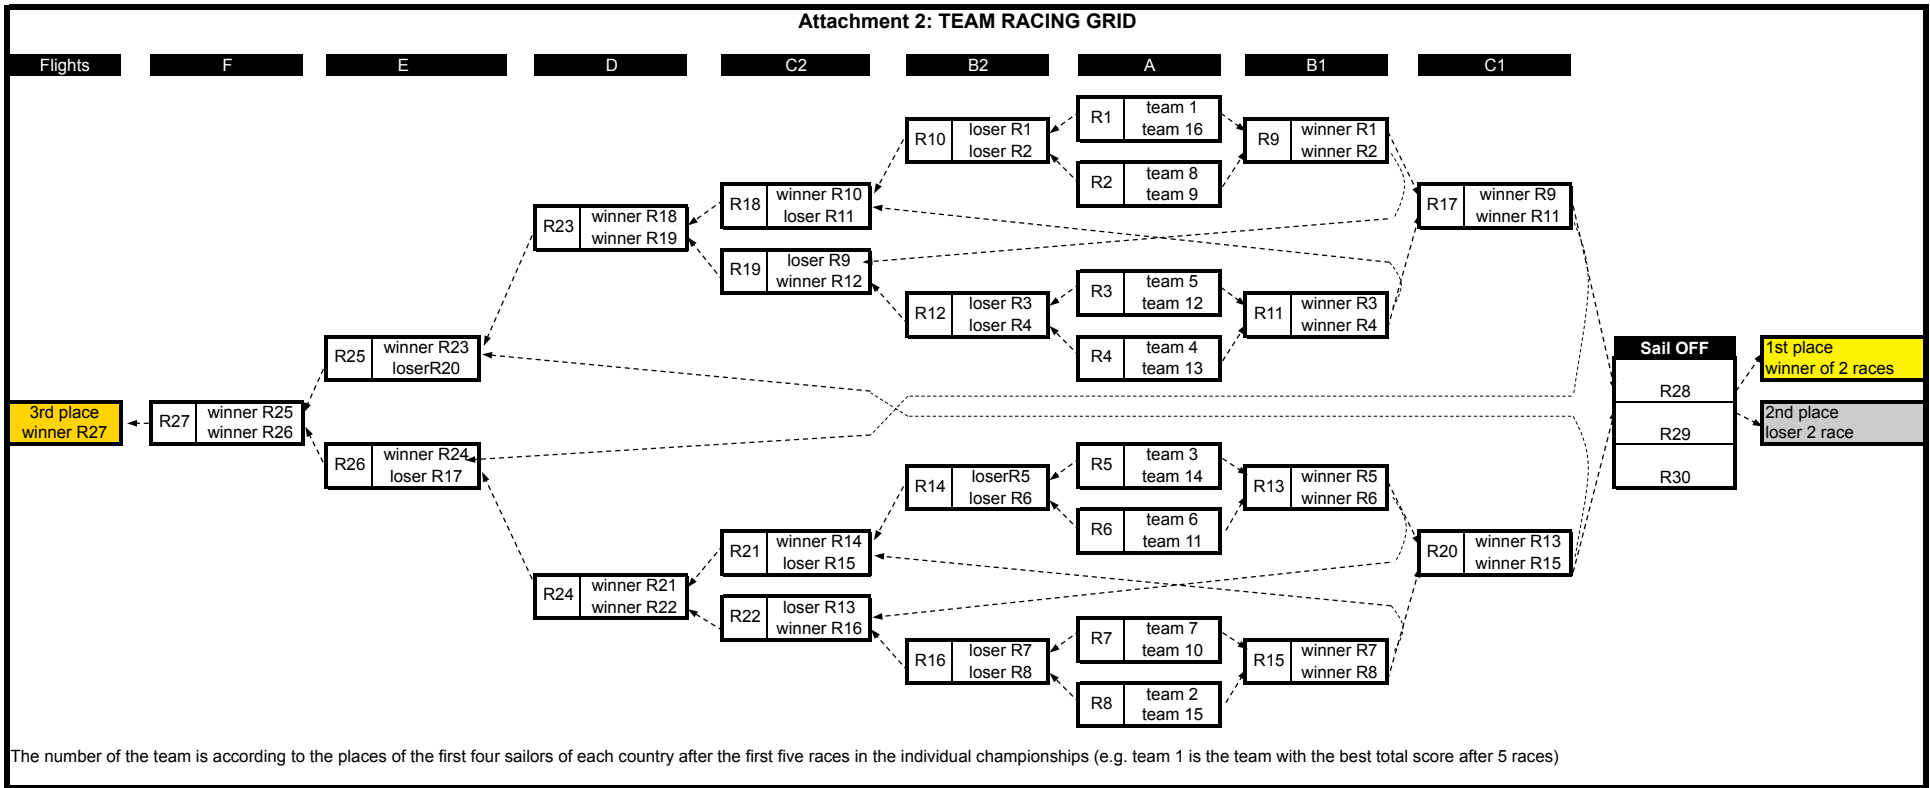 Attachment 2: TEAM RACING GRID
Flights
F
E
D
C2
B2
A
B1
C1
R1
team 1
team 16
R10
loser R1
loser R2
R9
winner R1
winner R2
R2
team 8
team 9
R18
winner R10
loser R11
R17
winner R9
winner R11
R23
winner R18
winner R19
R19
loser R9
winner R12
R3
team 5
team 12
R12
loser R3
loser R4
R11
winner R3
winner R4
R25
winner R23
loserR20
R4
team 4
team 13
Sail OFF
R28
R29
R30
1st place
winner of 2 races
2nd place
loser 2 race
3rd place
winner R27
R27
winner R25
winner R26
R26
winner R24
loser R17
R5
team 3
team 14
R14
loserR5
loser R6
R13
winner R5
winner R6
R6
team 6
team 11
R21
winner R14
loser R15
R20
winner R13
winner R15
R24
winner R21
winner R22
R22
loser R13
winner R16
R7
team 7
team 10
R16
loser R7
loser R8
R15
winner R7
winner R8
R8
team 2
team 15
The number of the team is according to the places of the first four sailors of each country after the first five races in the individual championships (e.g. team 1 is the team with the best total score after 5 races)